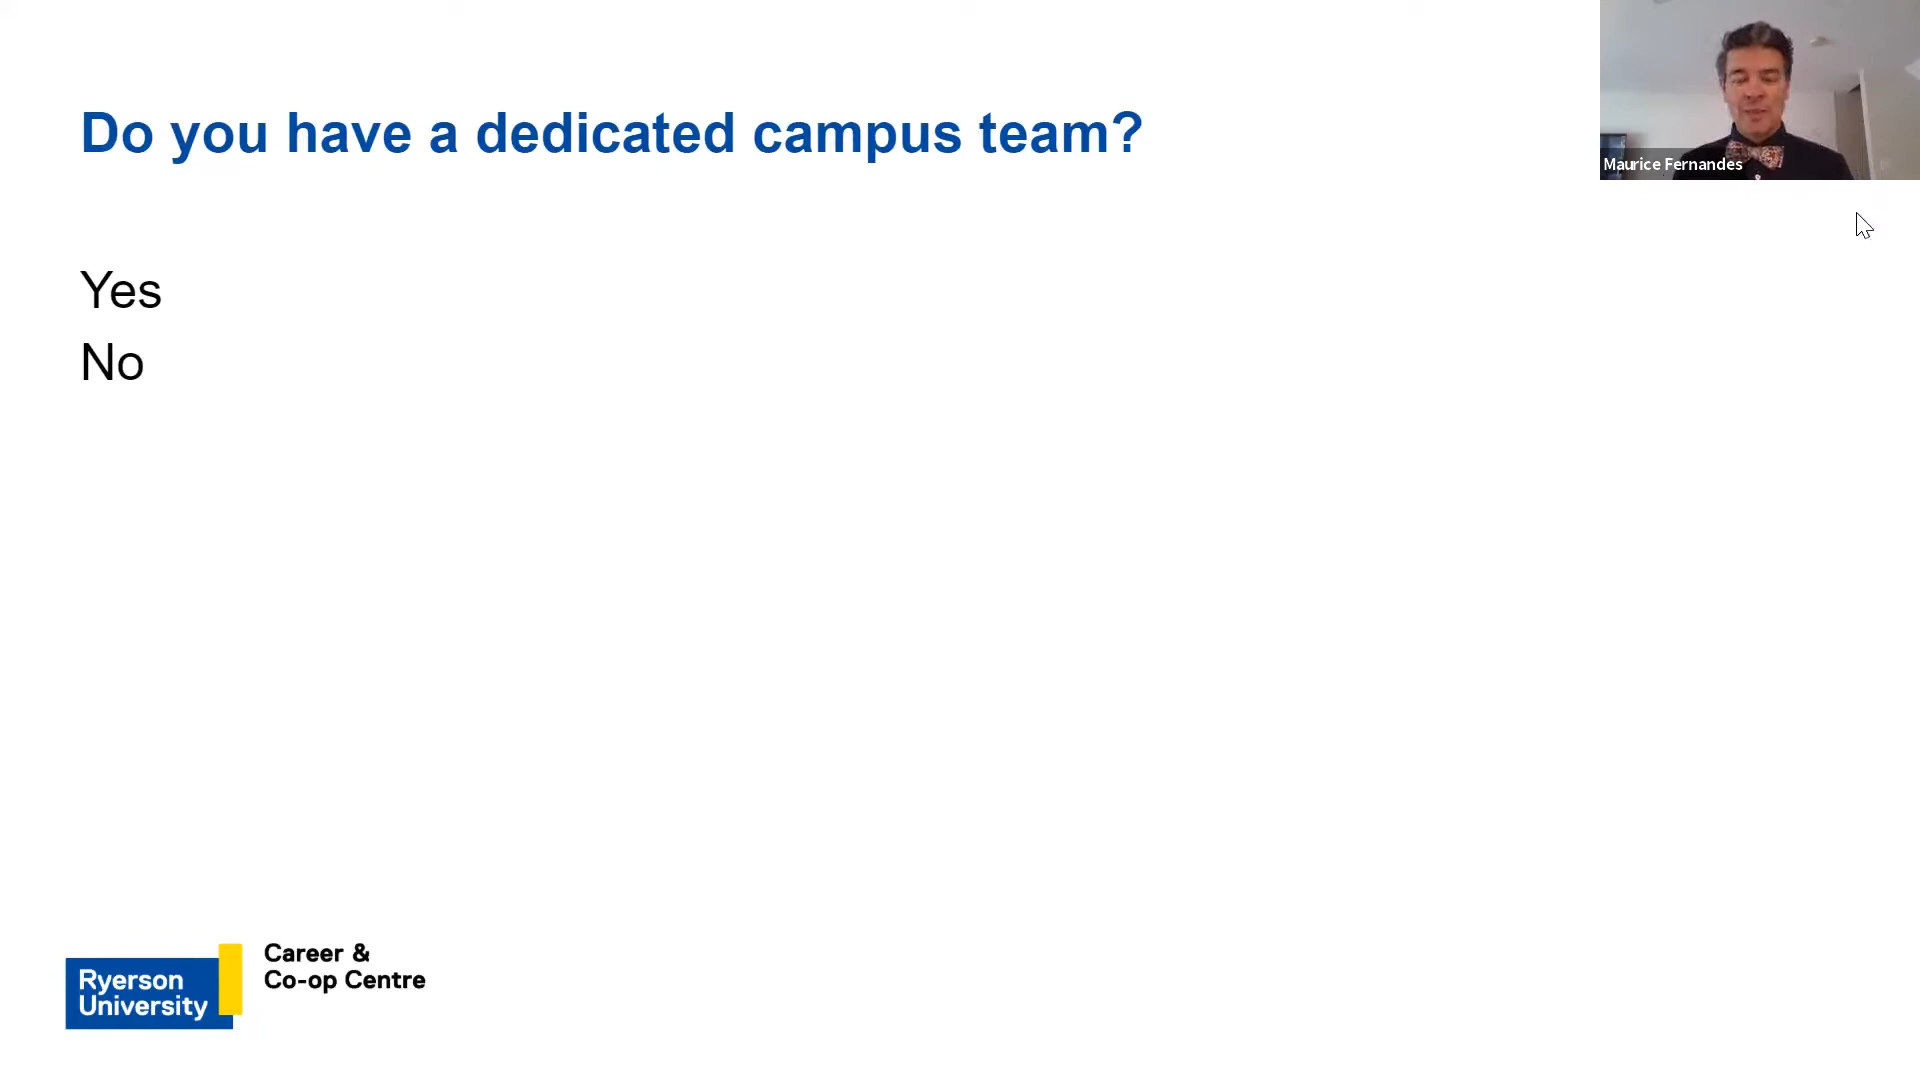 Do you have a dedicated campus team?
Maurice Fernandes
Yes
No
Ryerson
University
Career &
Co-op Centre